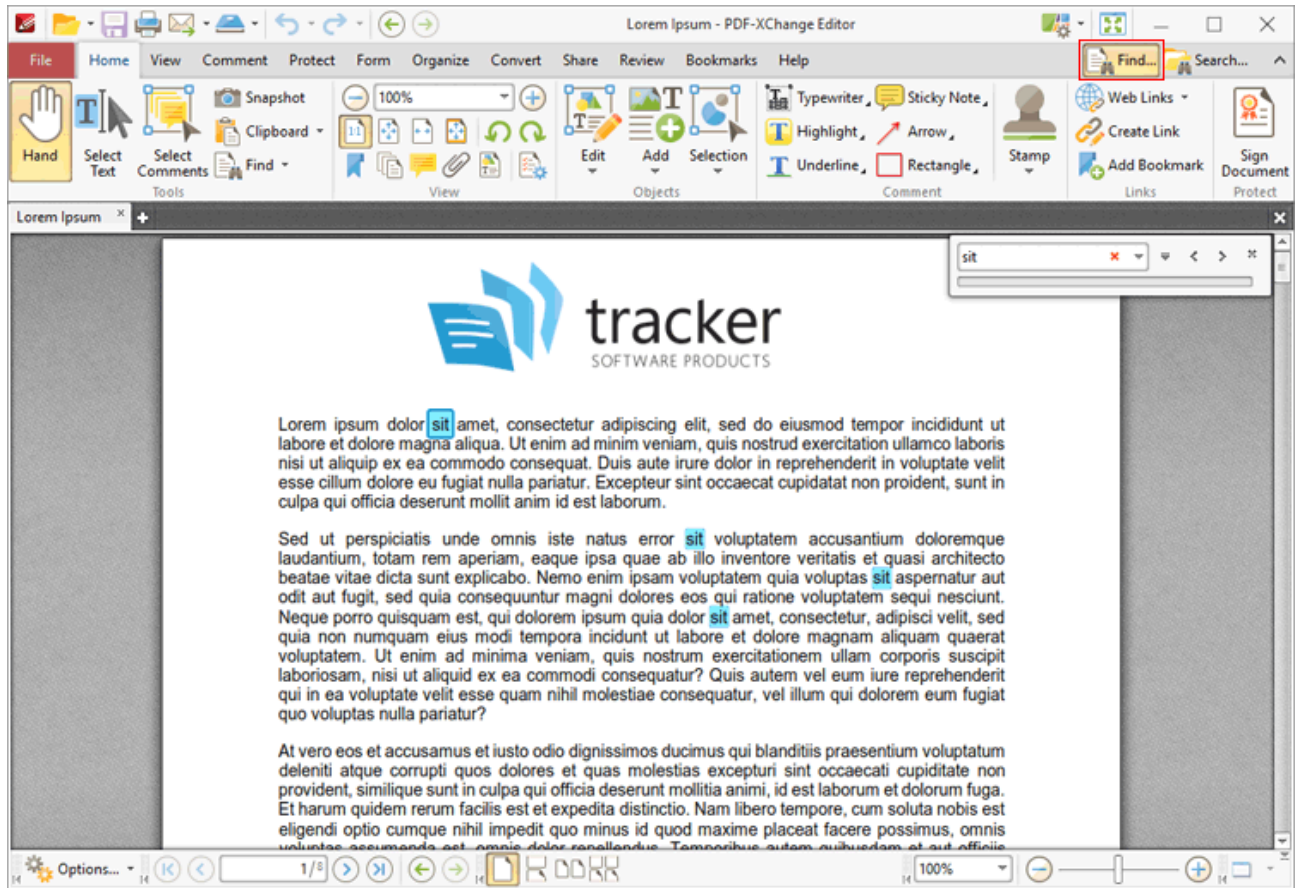 Lorem Ipsum - PDF-XChange Editor
File Home View Comment Protect Form Organize Convert Share Review Bookmarks Help Find... Search...
Hand
Select Text
Select Comments
Snapshot
Clipboard
Find
Tools
100%
1:1
View
Edit
Add
Selection
Objects
Typewriter Sticky Note
Highlight Arrow
Underline Rectangle
Stamp
Comment
Web Links
Create Link
Add Bookmark
Links
Sign Document
Protect
Lorem Ipsum
sit
tracker
SOFTWARE PRODUCTS
Lorem ipsum dolor sit amet, consectetur adipiscing elit, sed do eiusmod tempor incididunt ut
labore et dolore magna aliqua. Ut enim ad minim veniam, quis nostrud exercitation ullamco laboris
nisi ut aliquip ex ea commodo consequat. Duis aute irure dolor in reprehenderit in voluptate velit
esse cillum dolore eu fugiat nulla pariatur. Excepteur sint occaecat cupidatat non proident, sunt in
culpa qui officia deserunt mollit anim id est laborum.
Sed ut perspiciatis unde omnis iste natus error sit voluptatem accusantium doloremque
laudantium, totam rem aperiam, eaque ipsa quae ab illo inventore veritatis et quasi architecto
beatae vitae dicta sunt explicabo. Nemo enim ipsam voluptatem quia voluptas sit aspernatur aut
odit aut fugit, sed quia consequuntur magni dolores eos qui ratione voluptatem sequi nesciunt.
Neque porro quisquam est, qui dolorem ipsum quia dolor sit amet, consectetur, adipisci velit, sed
quia non numquam eius modi tempora incidunt ut labore et dolore magnam aliquam quaerat
voluptatem. Ut enim ad minima veniam, quis nostrum exercitationem ullam corporis suscipit
laboriosam, nisi ut aliquid ex ea commodi consequatur? Quis autem vel eum iure reprehenderit
qui in ea voluptate velit esse quam nihil molestiae consequatur, vel illum qui dolorem eum fugiat
quo voluptas nulla pariatur?
At vero eos et accusamus et iusto odio dignissimos ducimus qui blanditiis praesentium voluptatum
deleniti atque corrupti quos dolores et quas molestias excepturi sint occaecati cupiditate non
provident, similique sunt in culpa qui officia deserunt mollitia animi, id est laborum et dolorum fuga.
Et harum quidem rerum facilis est et expedita distinctio. Nam libero tempore, cum soluta nobis est
eligendi optio cumque nihil impedit quo minus id quod maxime placeat facere possimus, omnis
voluptas assumenda est, omnis dolor repellendus. Temporibus autem quibusdam et aut officiis
Options... 1/8 100%